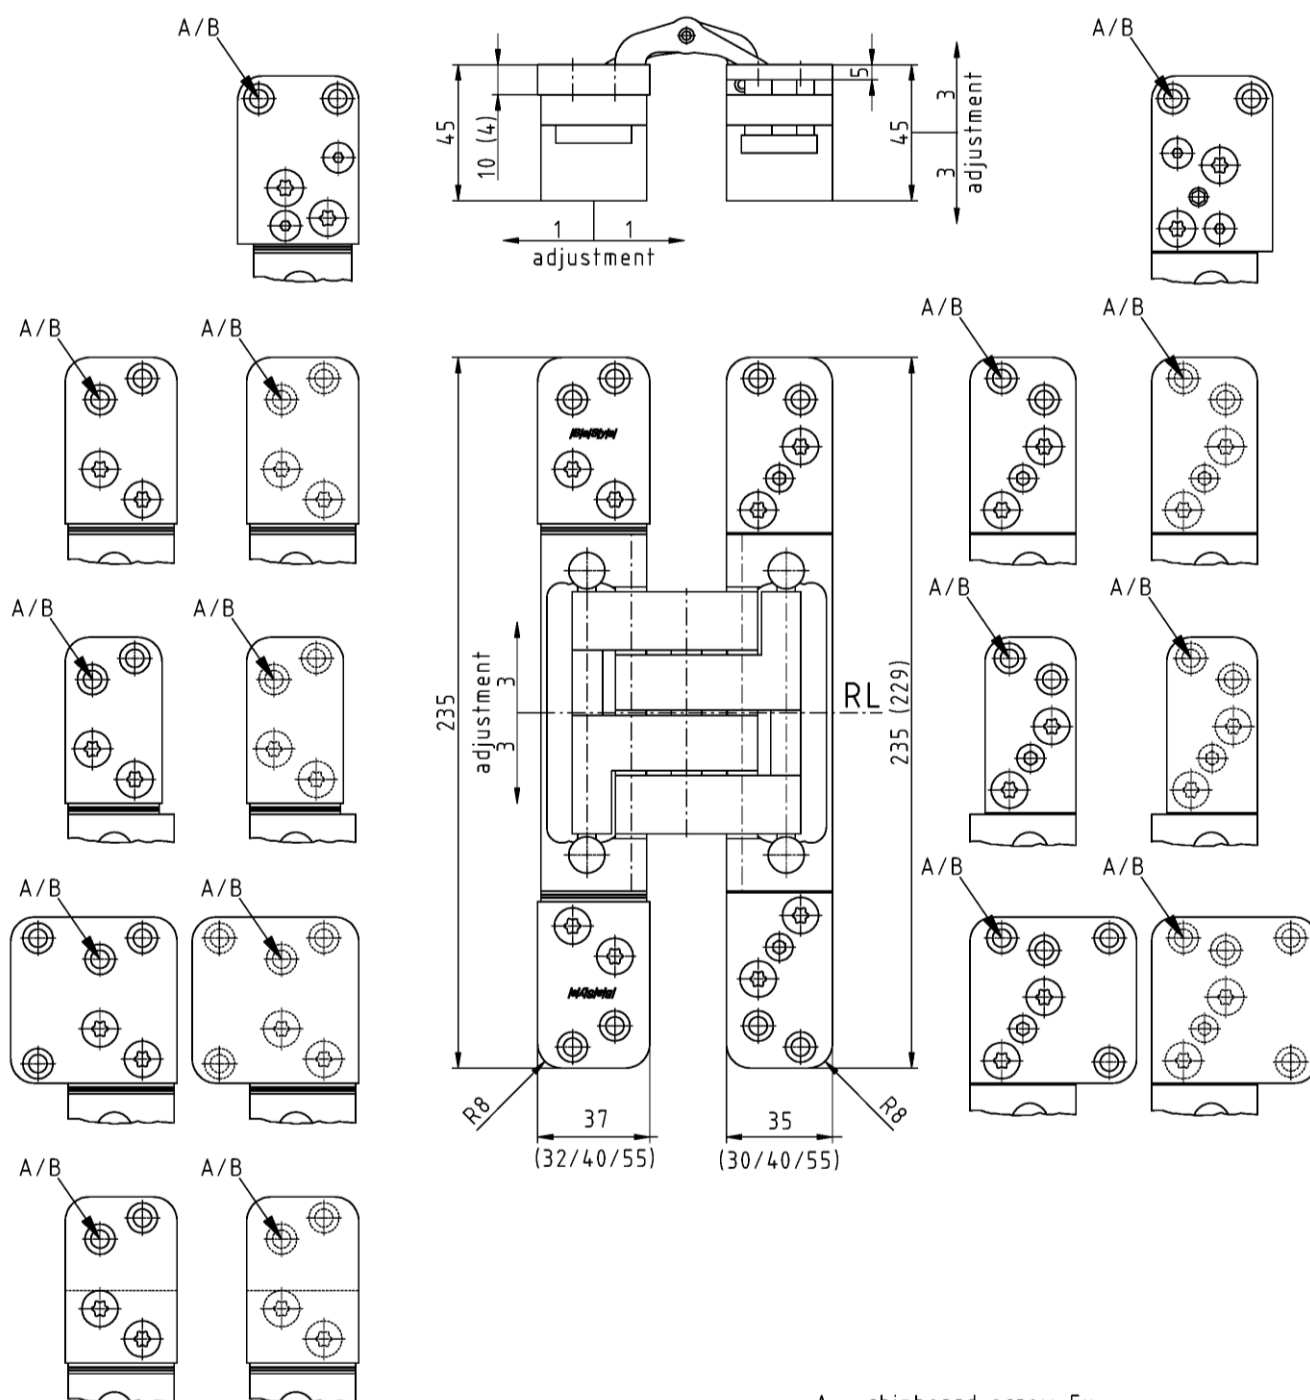 A/B
A/B
45
10 (4)
5
45
3
3
adjustment
1 1
adjustment
A/B
A/B
A/B
A/B
A/B
A/B
A/B
A/B
235
adjustment
3
3
RL
235 (229)
A/B
A/B
A/B
A/B
R8
R8
37
(32/40/55)
35
(30/40/55)
A/B
A/B